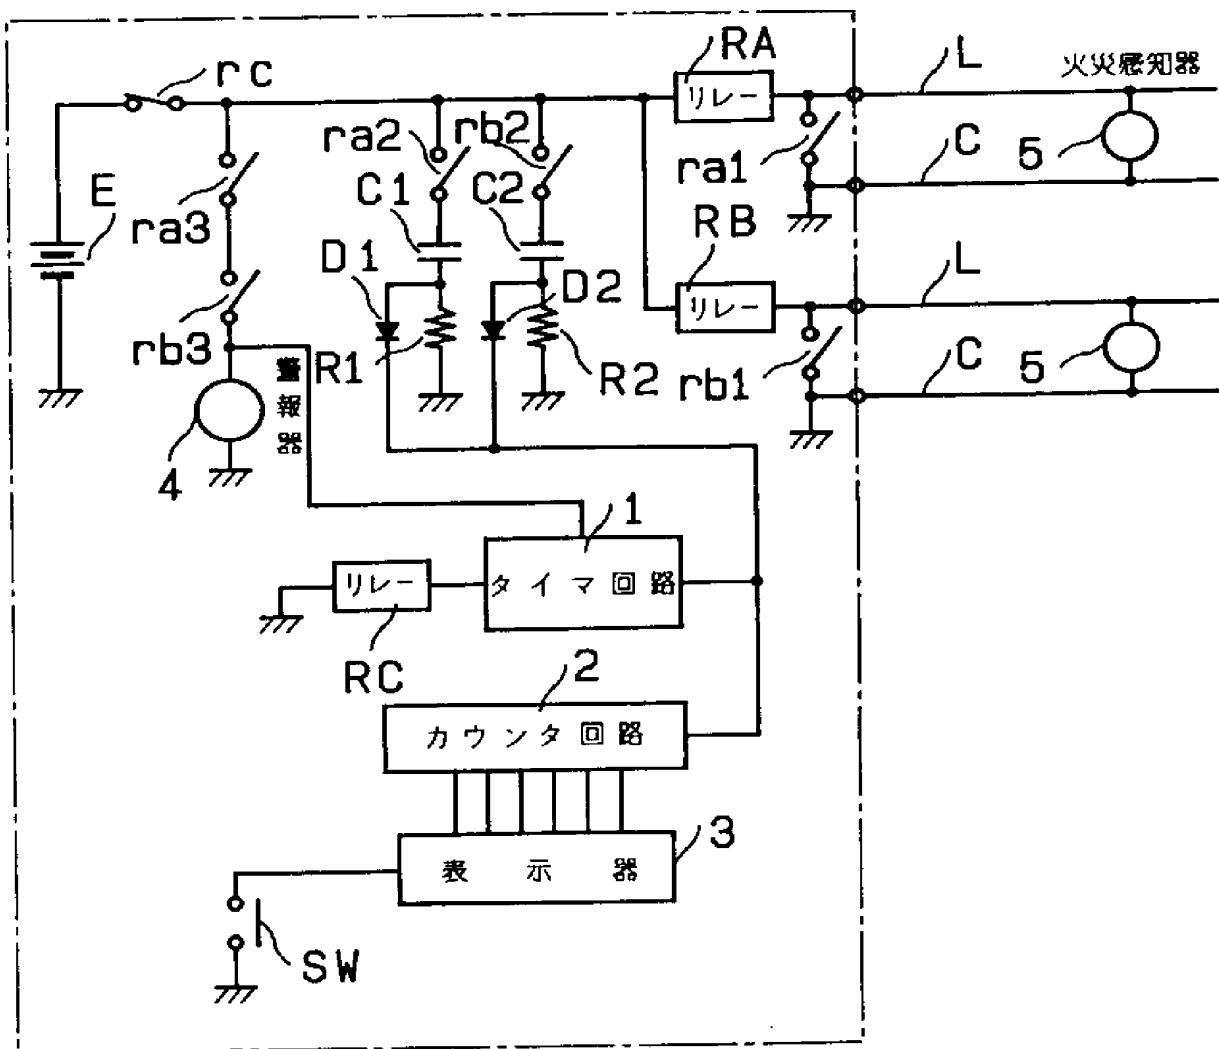 RA
rc
L
火災感知器
リレー
ra2
rb2
C
5
ra1
C1
C2
E
ra3
RB
D1
L
D2
リレー
rb3
警報器
R1
R2
rb1
C
5
4
1
リレー
タイマ回路
RC
2
カウンタ回路
3
表示器
SW